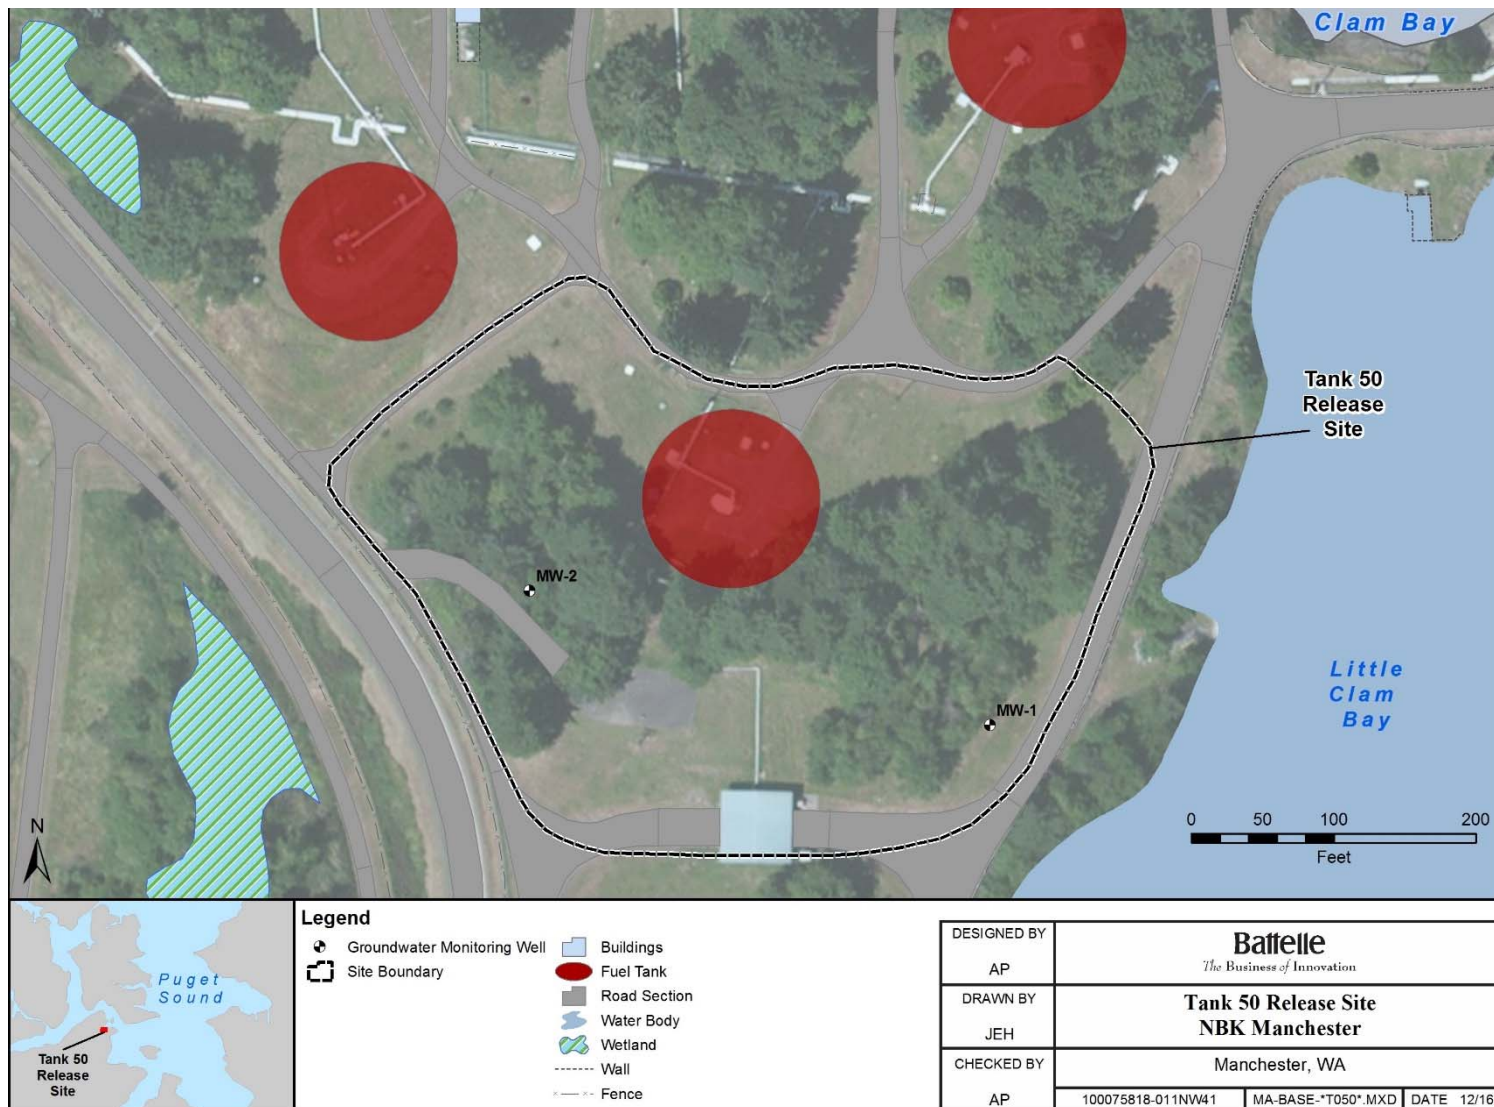 Clam Bay
Tank 50
Release
Site
MW-2
MW-1
Little
Clam
Bay
N
0 50 100 200
Feet
Puget
Sound
Tank 50
Release
Site
Legend
Groundwater Monitoring Well
Site Boundary
Buildings
Fuel Tank
Road Section
Water Body
Wetland
Wall
Fence
DESIGNED BY
AP
Battelle
The Business of Innovation
DRAWN BY
JEH
Tank 50 Release Site
NBK Manchester
CHECKED BY
AP
Manchester, WA
100075818-011NW41 MA-BASE-*T050*.MXD DATE 12/16